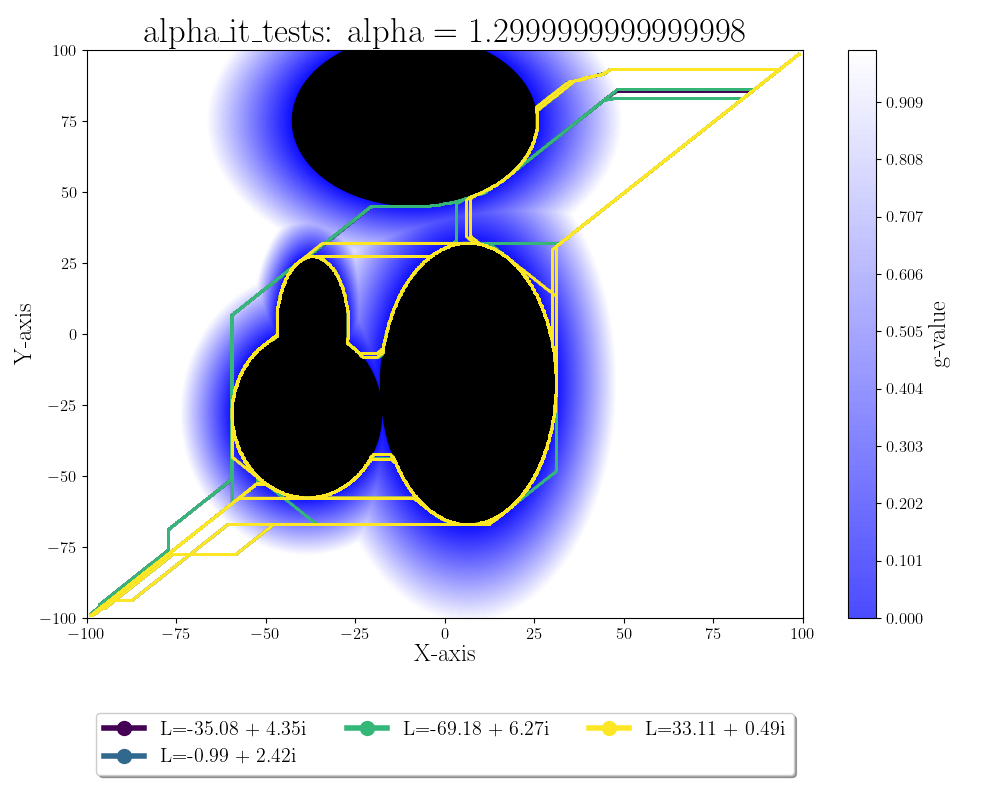 alpha_it_tests: alpha = 1.2999999999999998
100
75
50
25
0
−25
−50
−75
−100
Y-axis
−100 −75 −50 −25 0 25 50 75 100
X-axis
0.909
0.808
0.707
0.606
0.505
0.404
0.303
0.202
0.101
0.000
g-value
L=-35.08 + 4.35i L=-69.18 + 6.27i L=33.11 + 0.49i
L=-0.99 + 2.42i